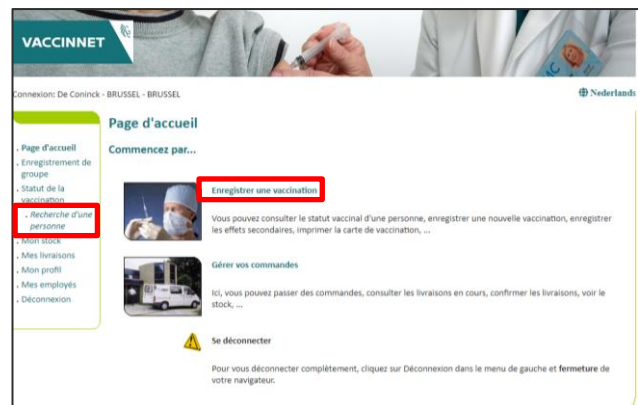 VACCINNET
Connexion: De Coninck - BRUSSEL - BRUSSEL
Nederlands
Page d'accueil
Commencez par...
. Page d'accueil
. Enregistrement de
groupe
. Statut de la
vaccination
. Recherche d'une
personne
. Mon stock
. Mes livraisons
. Mon profil
. Mes employés
. Déconnexion
Enregistrer une vaccination
Vous pouvez consulter le statut vaccinal d'une personne, enregistrer une nouvelle vaccination, enregistrer
les effets secondaires, imprimer la carte de vaccination, ...
Gérer vos commandes
Ici, vous pouvez passer des commandes, consulter les livraisons en cours, confirmer les livraisons, voir le
stock, ...
Se déconnecter
Pour vous déconnecter complètement, cliquez sur Déconnexion dans le menu de gauche et fermeture de
votre navigateur.